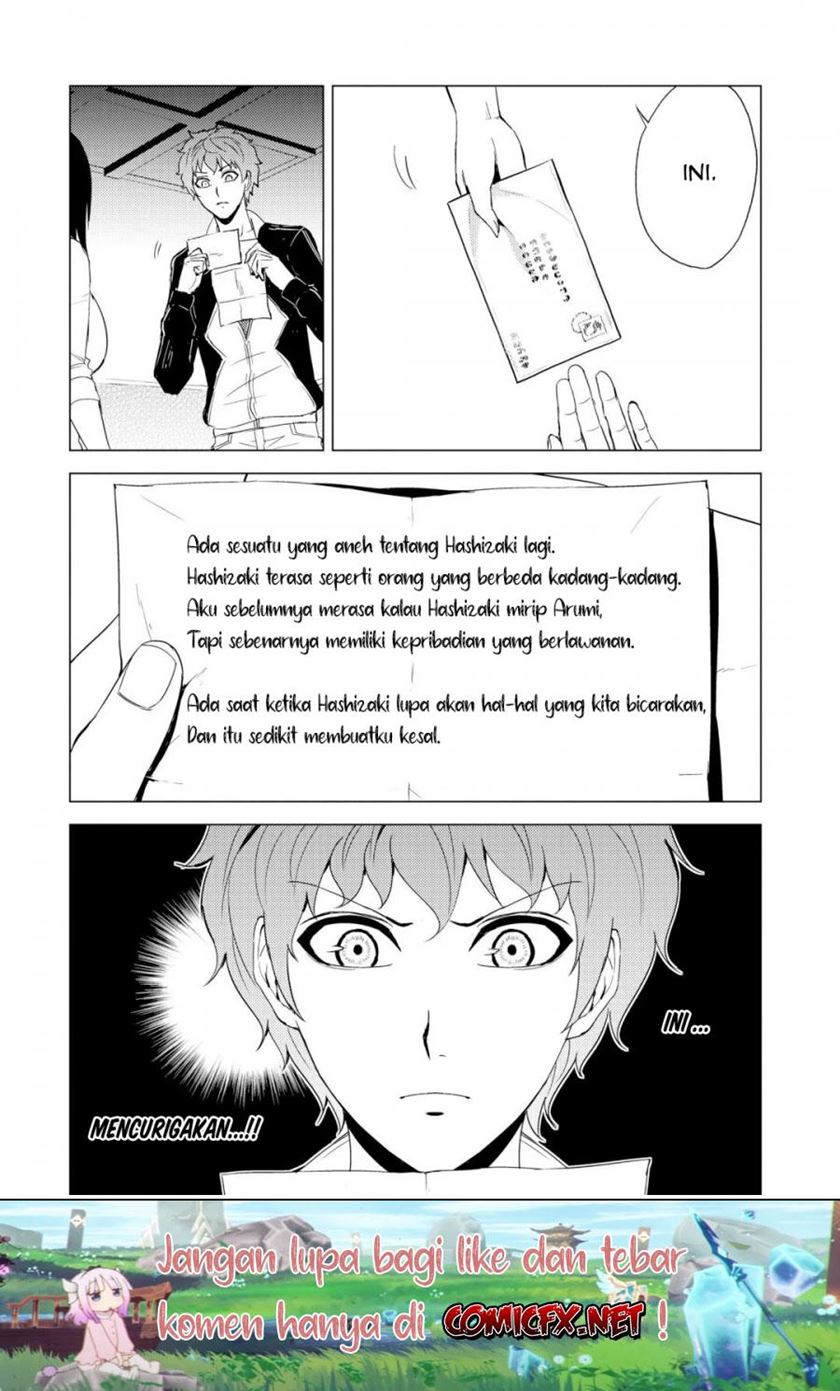 INI.
Ada sesuatu yang aneh tentang Hashizaki lagi.
Hashizaki terasa seperti orang yang berbeda kadang-kadang.
Aku sebelumnya merasa kalau Hashizaki mirip Arumi,
Tapi sebenarnya memiliki kepribadian yang berlawanan.
Ada saat ketika Hashizaki lupa akan hal-hal yang kita bicarakan,
Dan itu sedikit membuatku kesal.
INI ...
MENCURIGAKAN...!!
Jangan lupa bagi like dan tebar
komen hanya di COMICFX.NET !